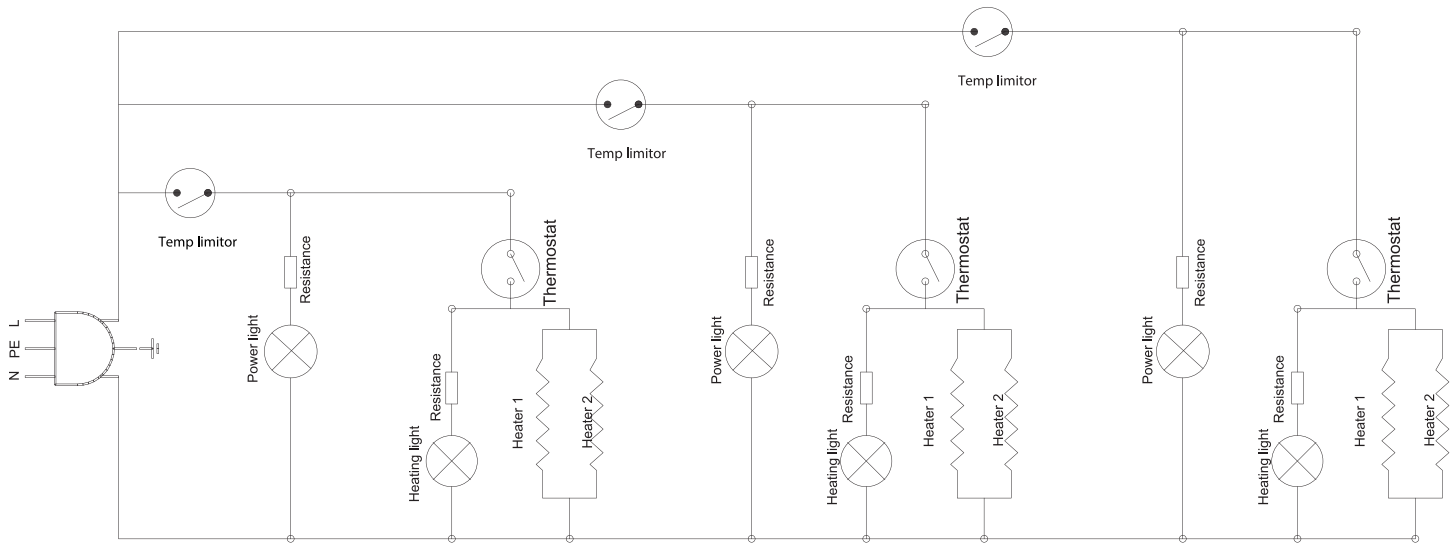 Temp limitor
Temp limitor
Temp limitor
L
PE
N
Power light
Resistance
Thermostat
Heating light
Resistance
Heater 1
Heater 2
Power light
Resistance
Thermostat
Heating light
Resistance
Heater 1
Heater 2
Power light
Resistance
Thermostat
Heating light
Resistance
Heater 1
Heater 2